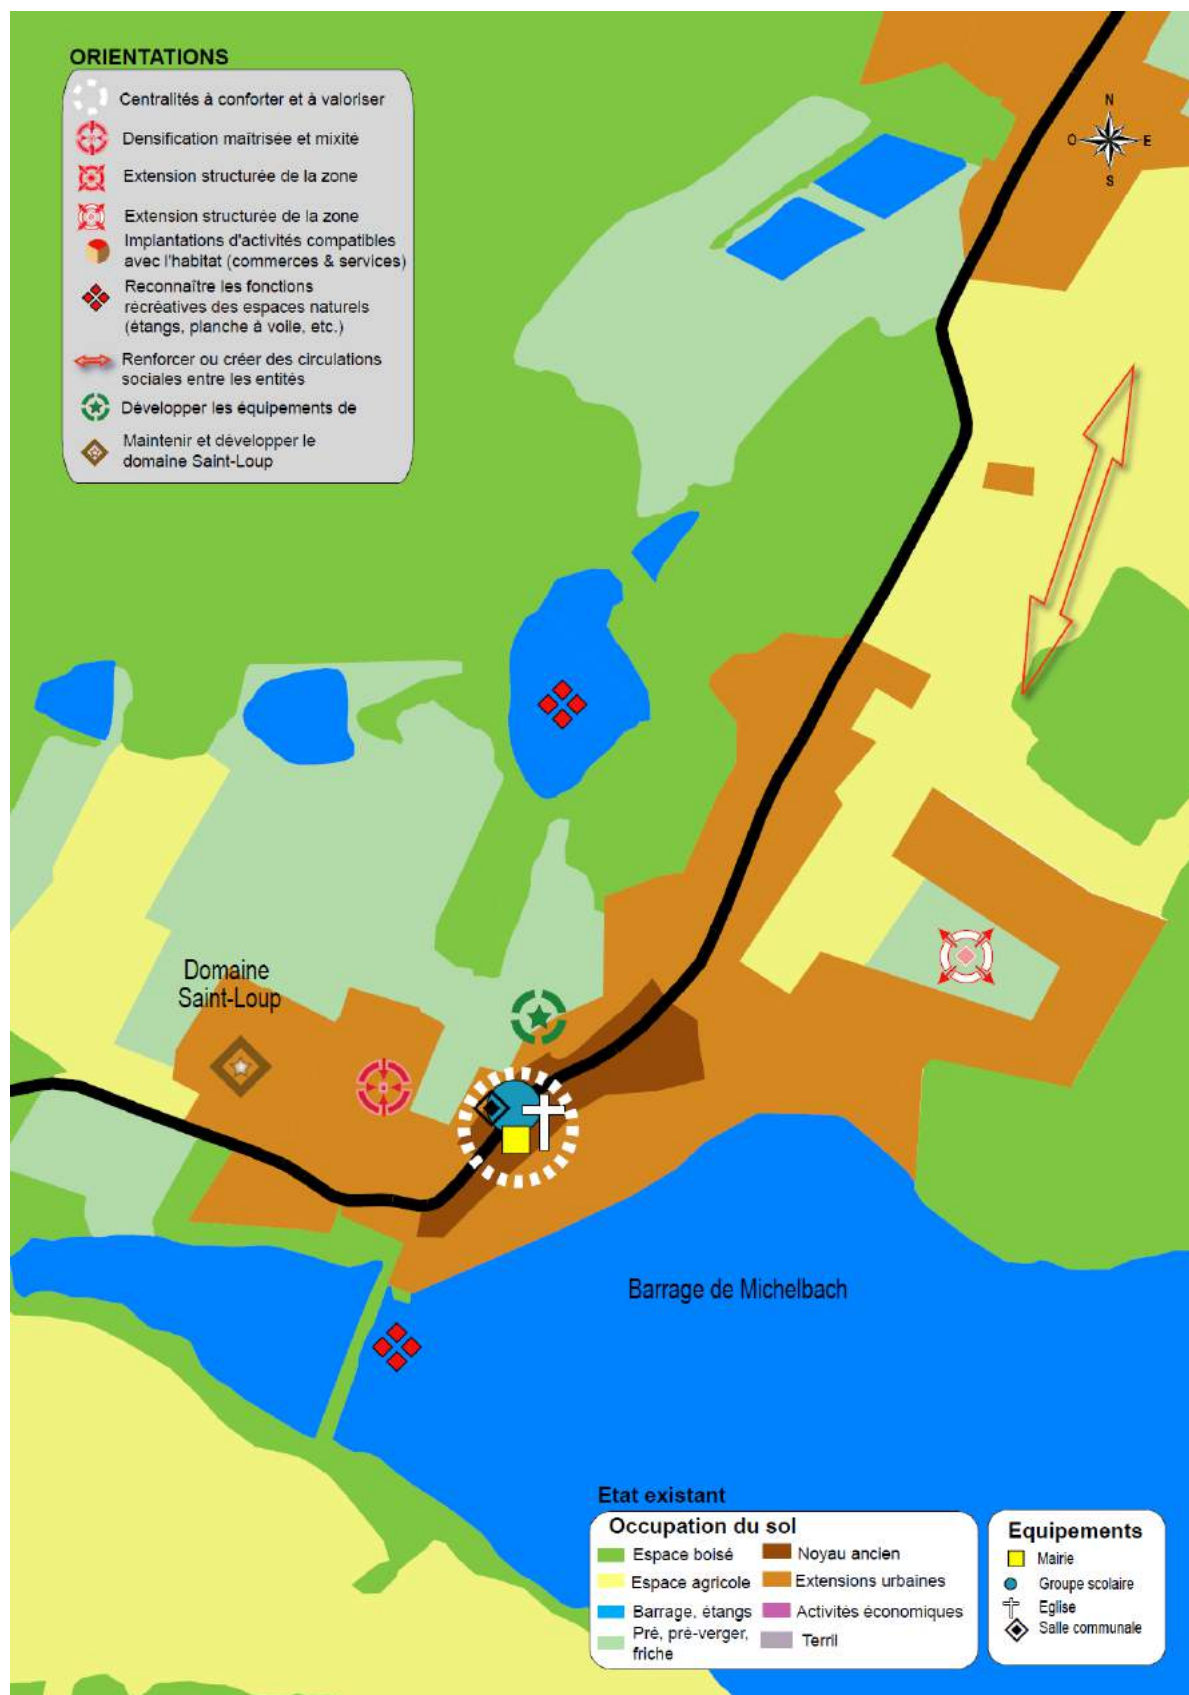 ORIENTATIONS
Centralités à conforter et à valoriser
Densification maîtrisée et mixité
Extension structurée de la zone
Extension structurée de la zone
Implantations d'activités compatibles
avec l'habitat (commerces & services)
Reconnaître les fonctions
récréatives des espaces naturels
(étangs, planche à voile, etc.)
Renforcer ou créer des circulations
sociales entre les entités
Développer les équipements de
Maintenir et développer le
domaine Saint-Loup
N
O
E
S
Domaine
Saint-Loup
Barrage de Michelbach
Etat existant
Occupation du sol
Espace boisé
Espace agricole
Barrage, étangs
Pré, pré-verger,
friche
Noyau ancien
Extensions urbaines
Activités économiques
Terril
Equipements
Mairie
Groupe scolaire
Eglise
Salle communale